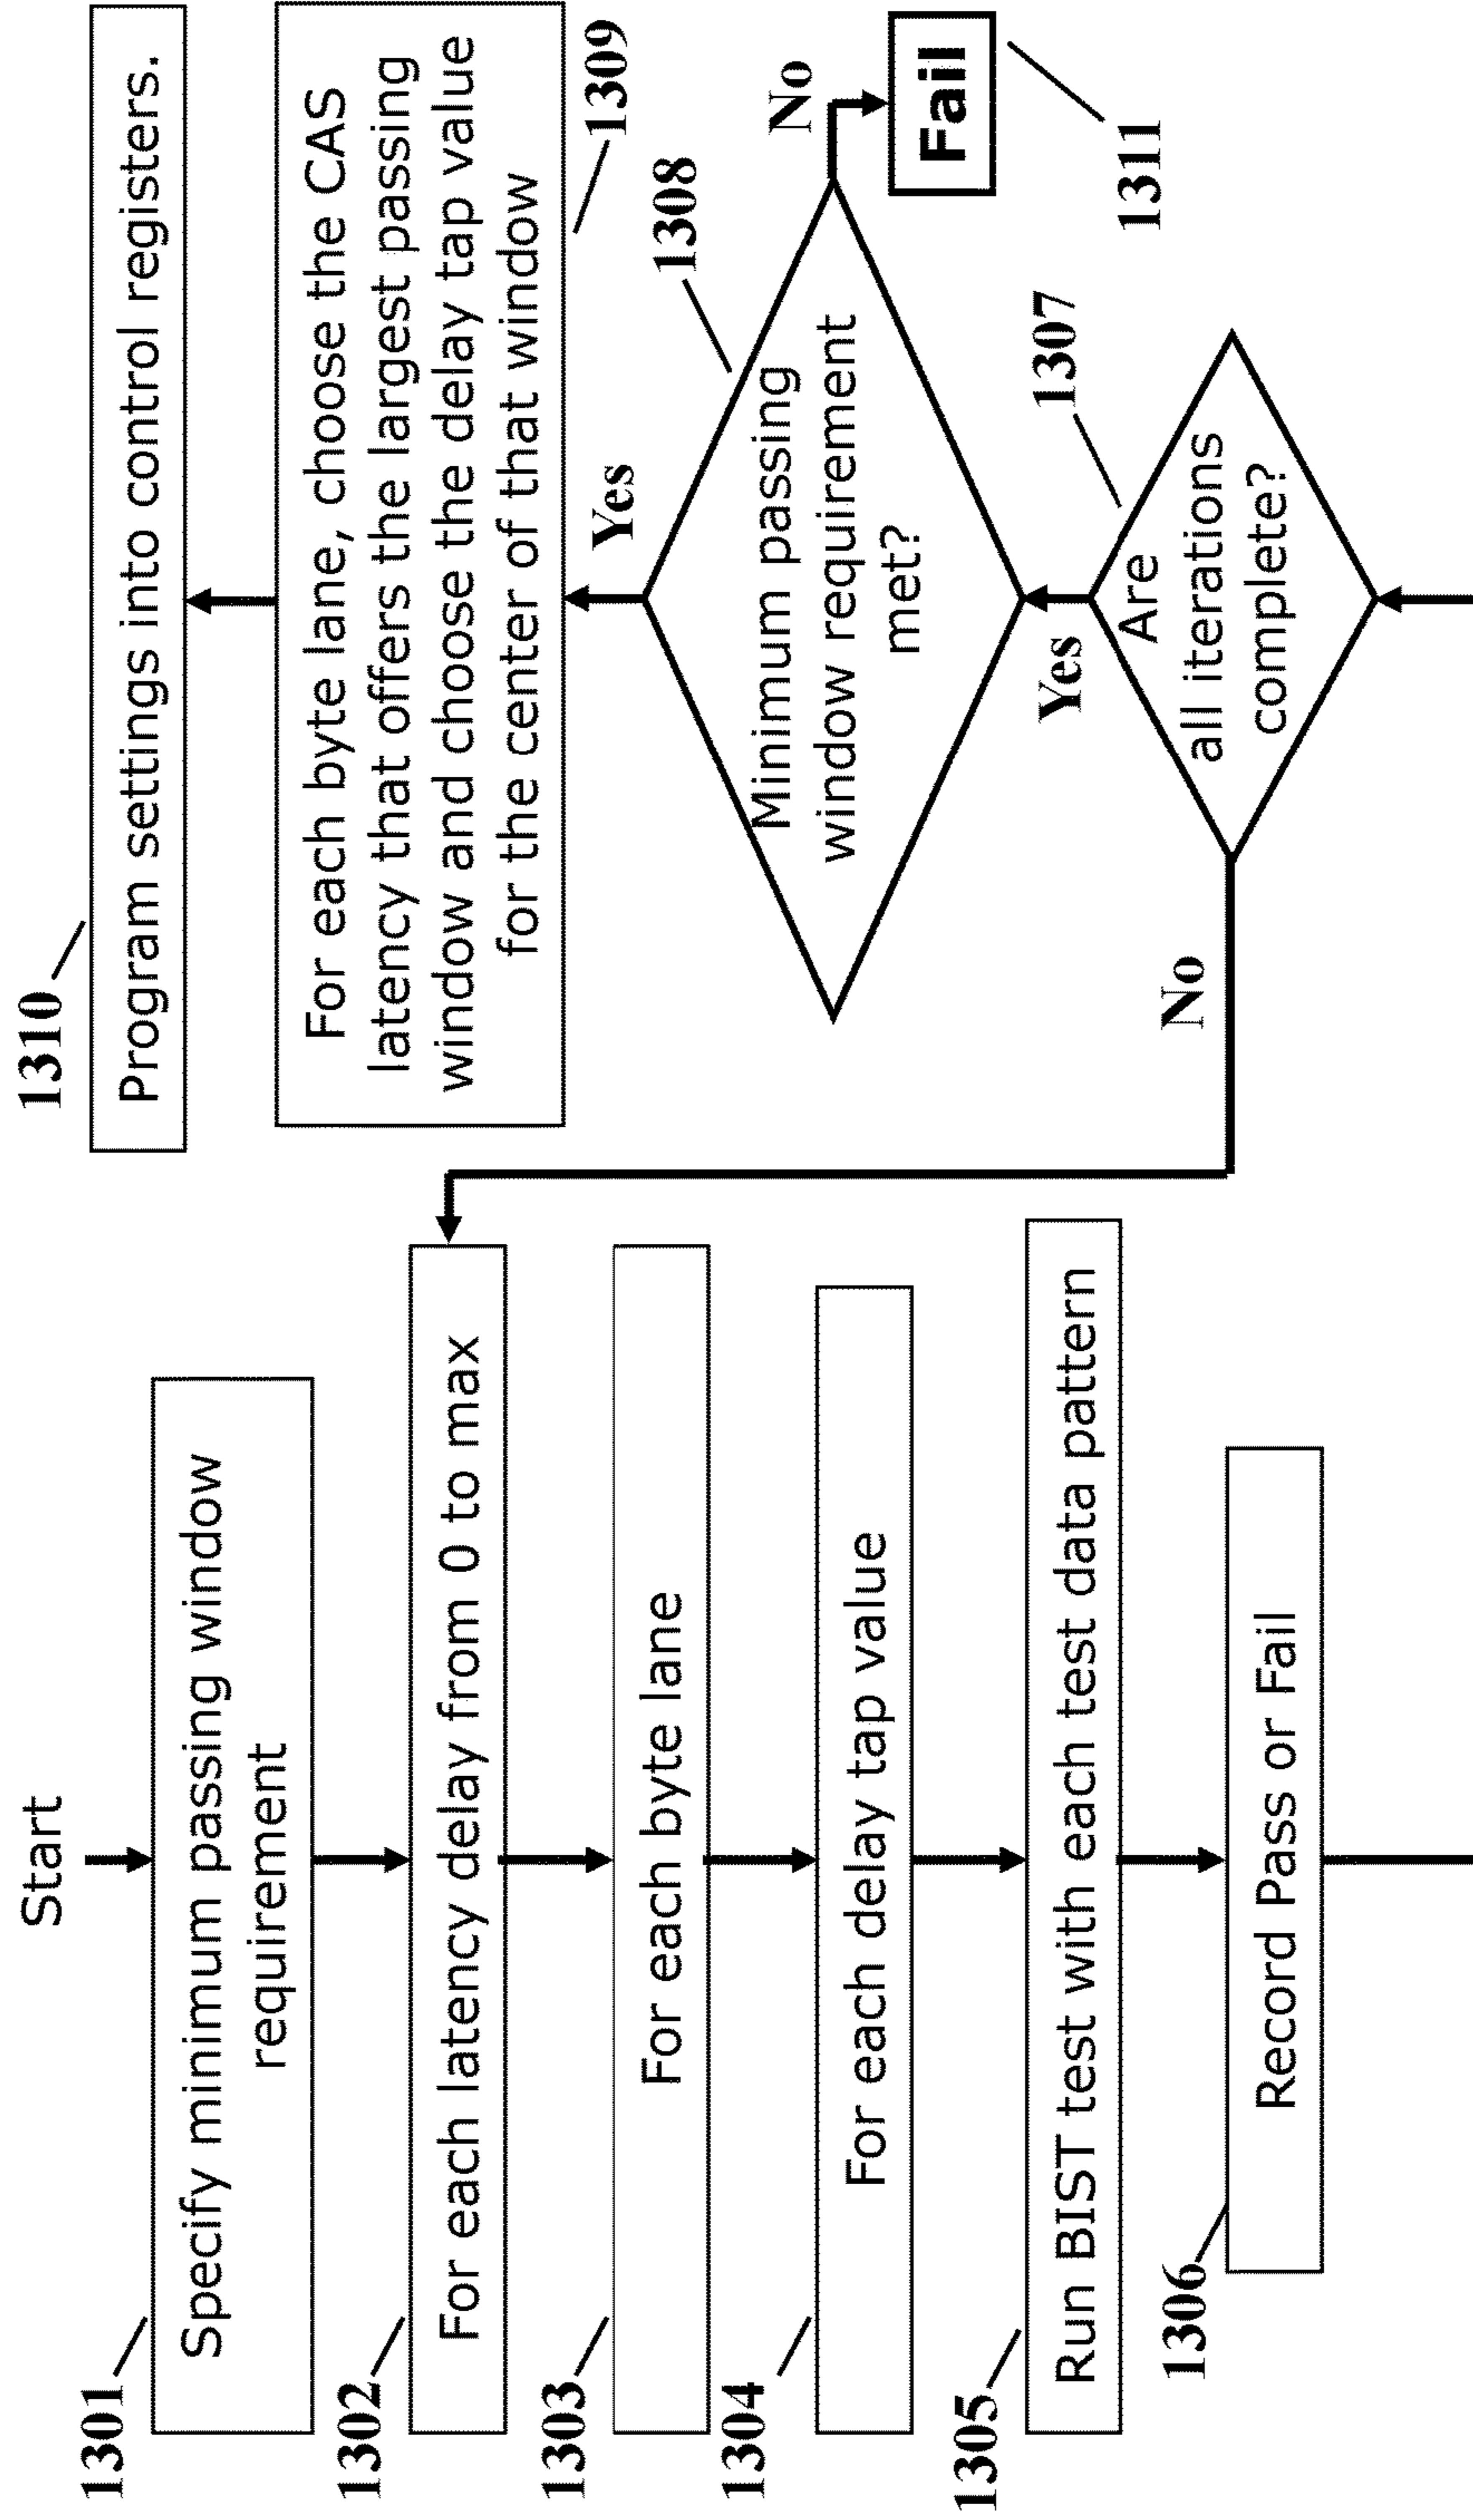 Start
1301
Specify minimum passing window
requirement
1302
For each latency delay from 0 to max
1303
For each byte lane
1304
For each delay tap value
1305
Run BIST test with each test data pattern
1306
Record Pass or Fail
1310
Program settings into control registers.
For each byte lane, choose the CAS
latency that offers the largest passing
window and choose the delay tap value
for the center of that window
1309
Yes
1308
Minimum passing
window requirement
met?
No
Fail
1311
Yes
1307
Are
all iterations
complete?
No